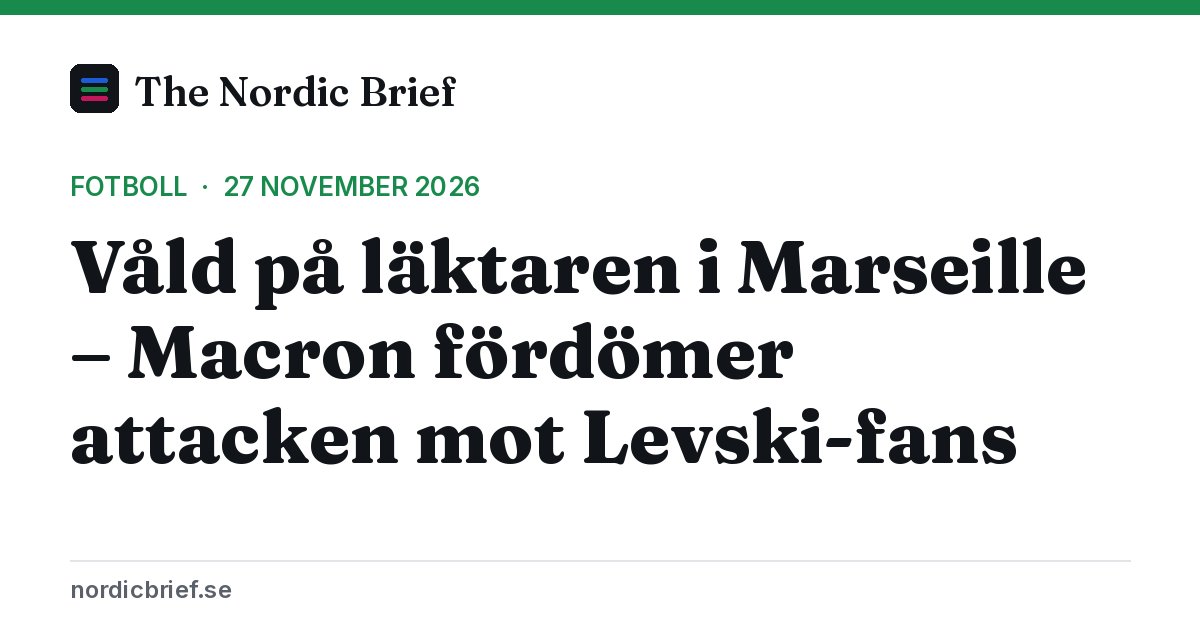 The Nordic Brief
FOTBOLL · 27 NOVEMBER 2026
Våld på läktaren i Marseille
– Macron fördömer
attacken mot Levski-fans
nordicbrief.se